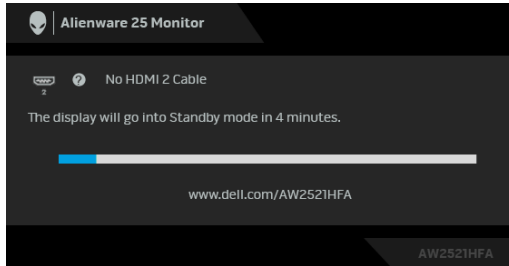 Alienware 25 Monitor
No HDMI 2 Cable
2
The display will go into Standby mode in 4 minutes.
www.dell.com/AW2521HFA
AW2521HFA